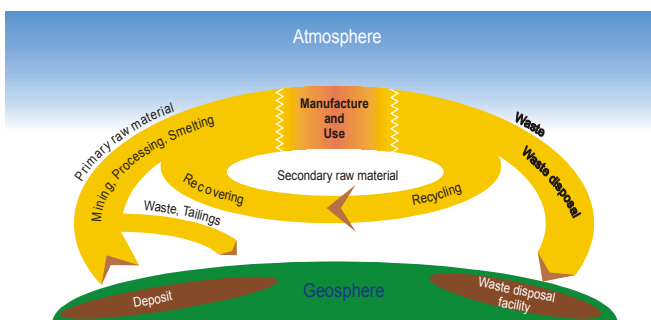 Atmosphere
Primary raw material
Mining, Processing, Smelting
Manufacture
and
Use
Waste
Waste disposal
Secondary raw material
Recovering
Recycling
Waste, Tailings
Deposit
Geosphere
Waste disposal
facility